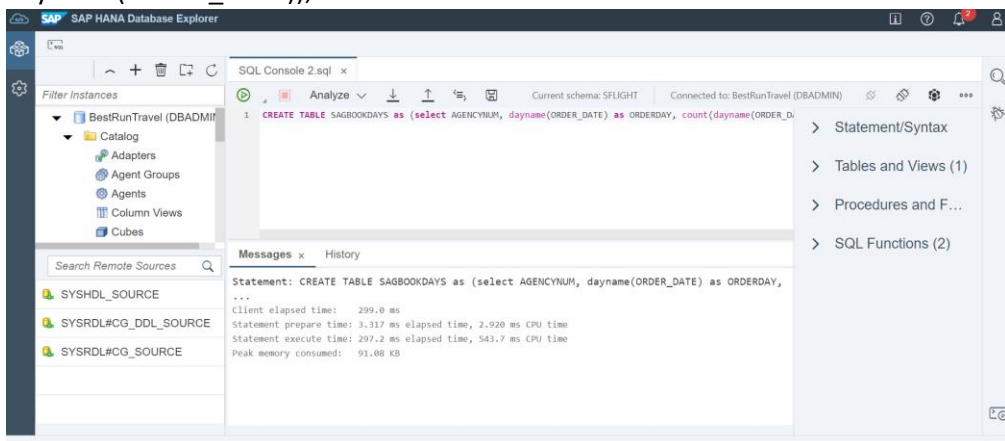 SAP SAP HANA Database Explorer
2
SQL
Filter Instances
BestRunTravel (DBADMIN
Catalog
Adapters
Agent Groups
Agents
Column Views
Cubes
Search Remote Sources
SYSHDL_SOURCE
SYSRDL#CG_DDL_SOURCE
SYSRDL#CG_SOURCE
SQL Console 2.sql ×
Analyze
Current schema: SFLIGHT
Connected to: BestRunTravel (DBADMIN)
1 CREATE TABLE SAGBOOKDAYS as (select AGENCYNUM, dayname(ORDER_DATE) as ORDERDAY, count(dayname(ORDER_D
Messages × History
Statement: CREATE TABLE SAGBOOKDAYS as (select AGENCYNUM, dayname(ORDER_DATE) as ORDERDAY,
...
Client elapsed time: 299.0 ms
Statement prepare time: 3.317 ms elapsed time, 2.920 ms CPU time
Statement execute time: 297.2 ms elapsed time, 543.7 ms CPU time
Peak memory consumed: 91.08 KB
Statement/Syntax
Tables and Views (1)
Procedures and F...
SQL Functions (2)